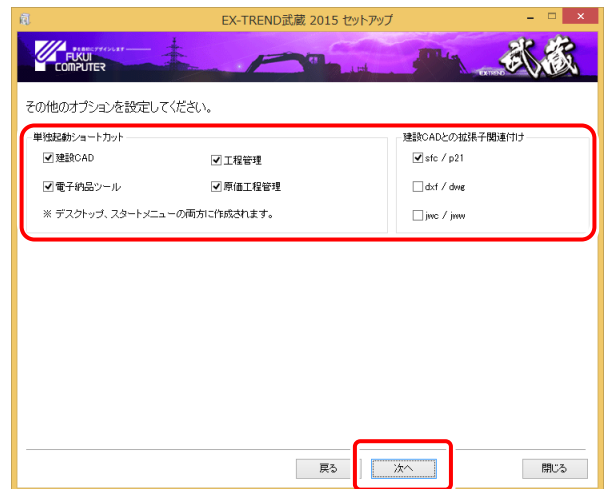 EX-TREND武蔵 2015 セットアップ
FUKUI
COMPUTER
EX-TREND
武蔵
その他のオプションを設定してください。
単独起動ショートカット
建設CAD
工程管理
電子納品ツール
原価工程管理
※ デスクトップ、スタートメニューの両方に作成されます。
建設CADとの拡張子関連付け
sfc / p21
dxf / dwg
jwc / jww
戻る
次へ
閉じる